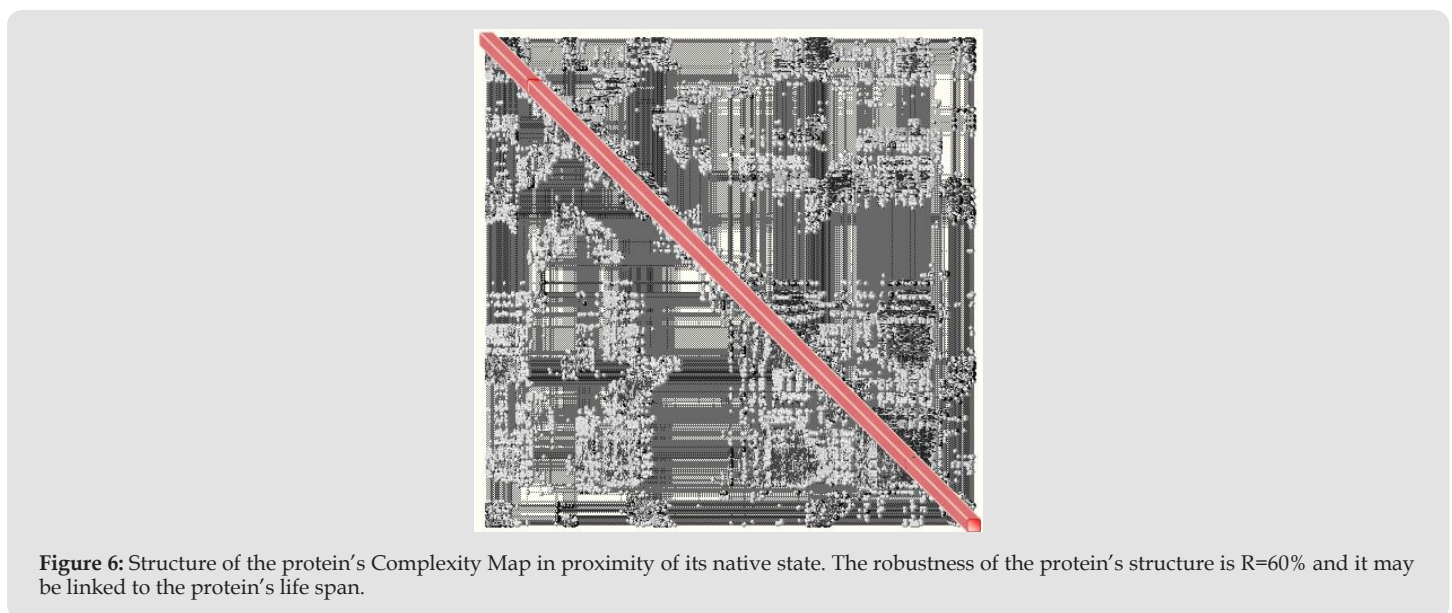 Figure 6: Structure of the protein's Complexity Map in proximity of its native state. The robustness of the protein's structure is R=60% and it may
be linked to the protein's life span.